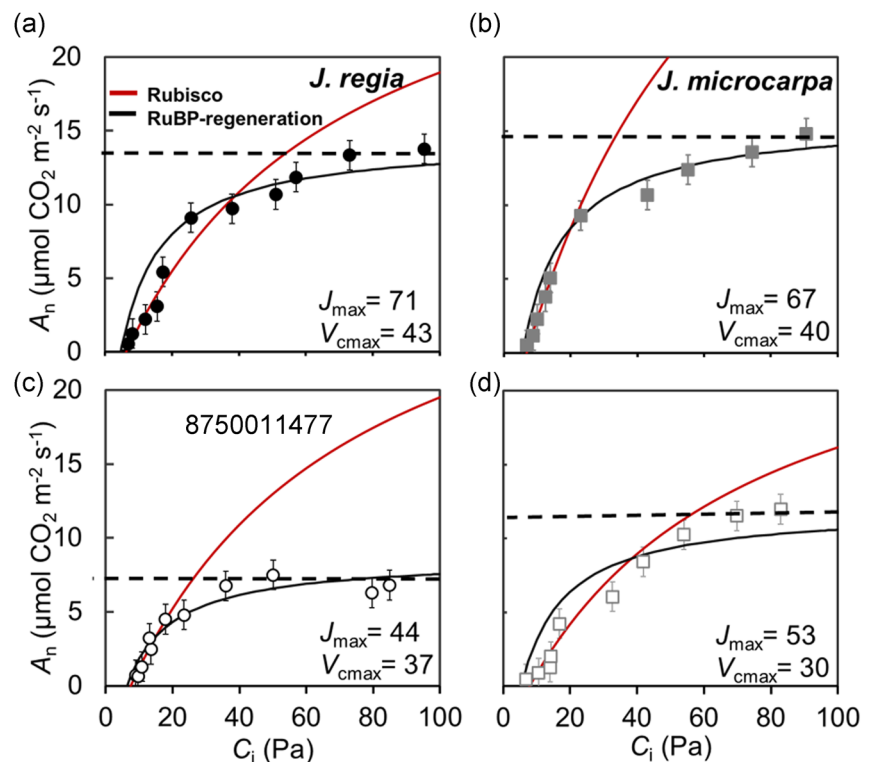 (a)
20
15
10
5
0
Aₙ (μmol CO₂ m⁻² s⁻¹)
J. regia
Rubisco
RuBP-regeneration
Jmax= 71
Vcmax= 43
(b)
J. microcarpa
Jmax= 67
Vcmax= 40
(c)
20
15
10
5
0
Aₙ (μmol CO₂ m⁻² s⁻¹)
8750011477
Jmax= 44
Vcmax= 37
0 20 40 60 80 100
Cᵢ (Pa)
(d)
Jmax= 53
Vcmax= 30
0 20 40 60 80 100
Cᵢ (Pa)